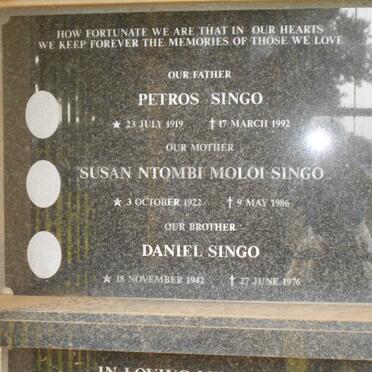 HOW FORTUNATE WE ARE THAT IN OUR HEARTS
WE KEEP FOREVER THE MEMORIES OF THOSE WE LOVE
OUR FATHER
PETROS SINGO
★ 23 JULY 1919 † 17 MARCH 1992
OUR MOTHER
SUSAN NTOMBI MOLOI SINGO
★ 3 OCTOBER 1922 † 9 MAY 1986
OUR BROTHER
DANIEL SINGO
★ 18 NOVEMBER 1942 † 27 JUNE 1976
IN LOVING